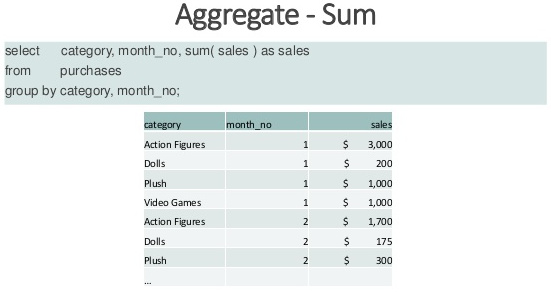 Aggregate - Sum
select category, month_no, sum( sales ) as sales
from purchases
group by category, month_no;
category month_no sales
Action Figures 1 $ 3,000
Dolls 1 $ 200
Plush 1 $ 1,000
Video Games 1 $ 1,000
Action Figures 2 $ 1,700
Dolls 2 $ 175
Plush 2 $ 300
...